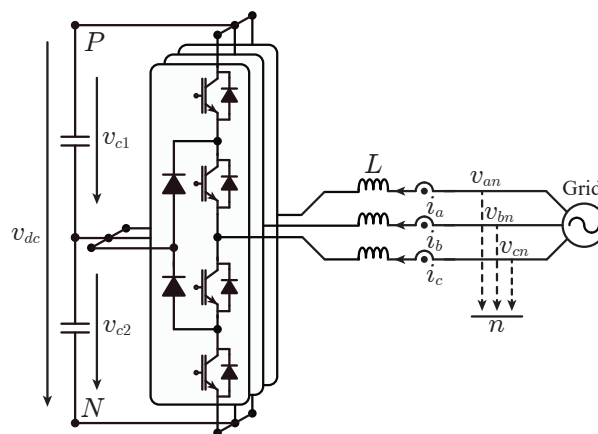 P
v_{c1}
L
v_{an}
Grid
i_a
v_{bn}
v_{dc}
i_b
v_{cn}
i_c
v_{c2}
n
N